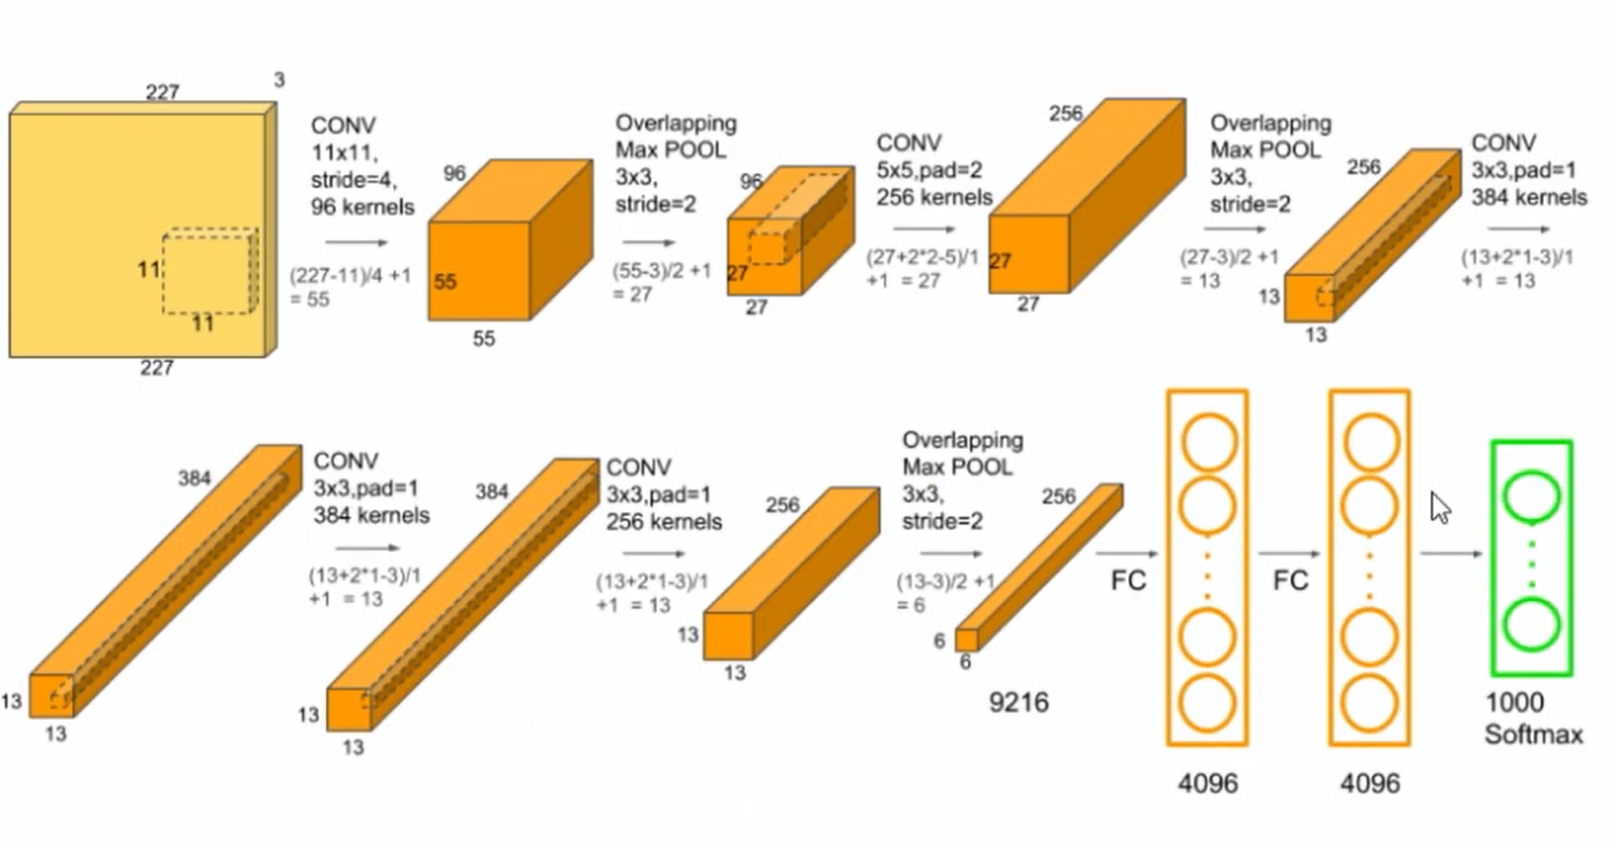 227
3
11
11
227
CONV
11x11,
stride=4,
96 kernels
(227-11)/4 +1
= 55
96
55
55
Overlapping
Max POOL
3x3,
stride=2
(55-3)/2 +1
= 27
96
27
27
CONV
5x5,pad=2
256 kernels
(27+2*2-5)/1
+1 = 27
256
27
27
Overlapping
Max POOL
3x3,
stride=2
(27-3)/2 +1
= 13
256
13
13
CONV
3x3,pad=1
384 kernels
(13+2*1-3)/1
+1 = 13
384
13
13
CONV
3x3,pad=1
384 kernels
(13+2*1-3)/1
+1 = 13
384
13
13
CONV
3x3,pad=1
256 kernels
(13+2*1-3)/1
+1 = 13
256
13
13
Overlapping
Max POOL
3x3,
stride=2
(13-3)/2 +1
= 6
256
6
6
9216
FC
4096
FC
4096
1000
Softmax